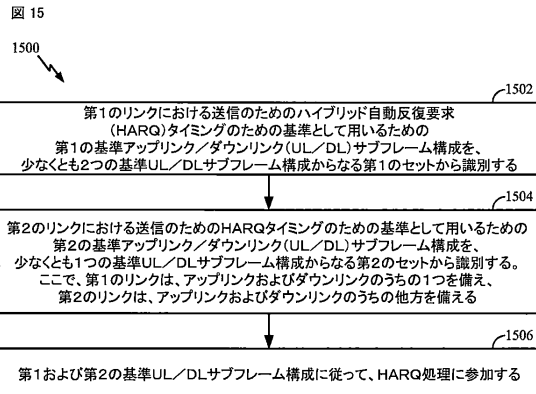 図 15
1500
1502
第1のリンクにおける送信のためのハイブリッド自動反復要求
(HARQ)タイミングのための基準として用いるための
第1の基準アップリンク/ダウンリンク(UL/DL)サブフレーム構成を、
少なくとも2つの基準UL/DLサブフレーム構成からなる第1のセットから識別する
1504
第2のリンクにおける送信のためのHARQタイミングのための基準として用いるための
第2の基準アップリンク/ダウンリンク(UL/DL)サブフレーム構成を、
少なくとも1つの基準UL/DLサブフレーム構成からなる第2のセットから識別する。
ここで、第1のリンクは、アップリンクおよびダウンリンクのうちの1つを備え、
第2のリンクは、アップリンクおよびダウンリンクのうちの他方を備える
1506
第1および第2の基準UL/DLサブフレーム構成に従って、HARQ処理に参加する